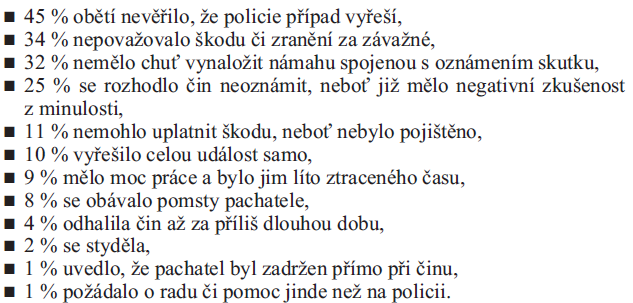 ■ 45 % obětí nevěřilo, že policie případ vyřeší,
■ 34 % nepovažovalo škodu či zranění za závažné,
■ 32 % nemělo chuť vynaložit námahu spojenou s oznámením skutku,
■ 25 % se rozhodlo čin neoznámit, neboť již mělo negativní zkušenost
z minulosti,
■ 11 % nemohlo uplatnit škodu, neboť nebylo pojištěno,
■ 10 % vyřešilo celou událost samo,
■ 9 % mělo moc práce a bylo jim líto ztraceného času,
■ 8 % se obávalo pomsty pachatele,
■ 4 % odhalila čin až za příliš dlouhou dobu,
■ 2 % se styděla,
■ 1 % uvedlo, že pachatel byl zadržen přímo při činu,
■ 1 % požádalo o radu či pomoc jinde než na policii.